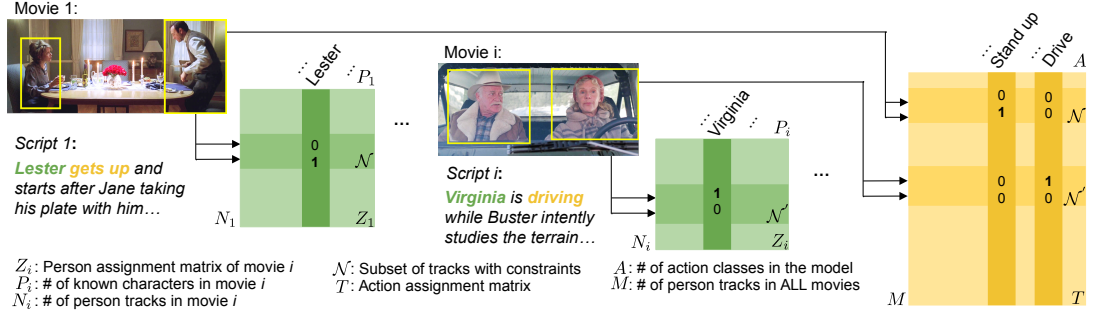 Movie 1:
... Lester ... P₁
0
1 𝒩
N₁ Z₁
Script 1:
Lester gets up and
starts after Jane taking
his plate with him...
...
Movie i:
... Virginia ... Pᵢ
1
0 𝒩′
Nᵢ Zᵢ
Script i:
Virginia is driving
while Buster intently
studies the terrain...
...
... Stand up ... Drive A
0 0
1 0 𝒩
0 1
0 0 𝒩′
M T
Zᵢ: Person assignment matrix of movie i
Pᵢ: # of known characters in movie i
Nᵢ: # of person tracks in movie i
𝒩: Subset of tracks with constraints
T: Action assignment matrix
A: # of action classes in the model
M: # of person tracks in ALL movies